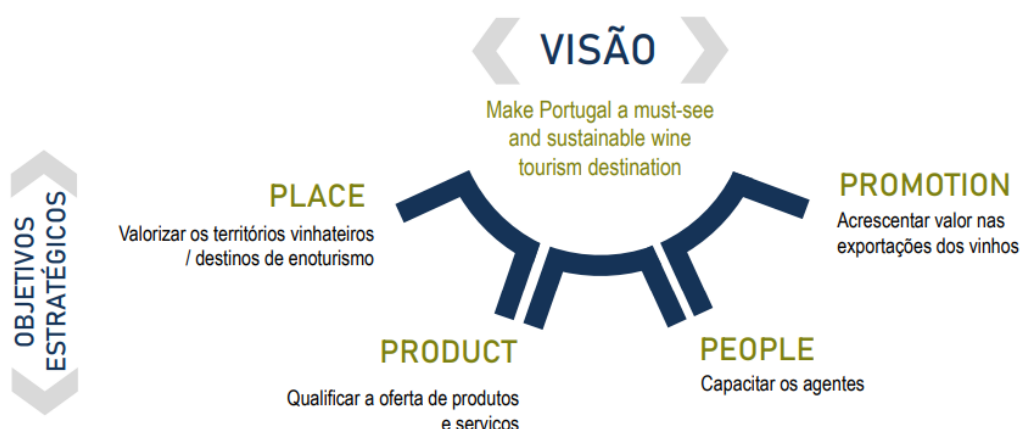 VISÃO
Make Portugal a must-see
and sustainable wine
tourism destination
OBJETIVOS
ESTRATÉGICOS
PLACE
Valorizar os territórios vinhateiros
/ destinos de enoturismo
PROMOTION
Acrescentar valor nas
exportações dos vinhos
PRODUCT
Qualificar a oferta de produtos
e serviços
PEOPLE
Capacitar os agentes